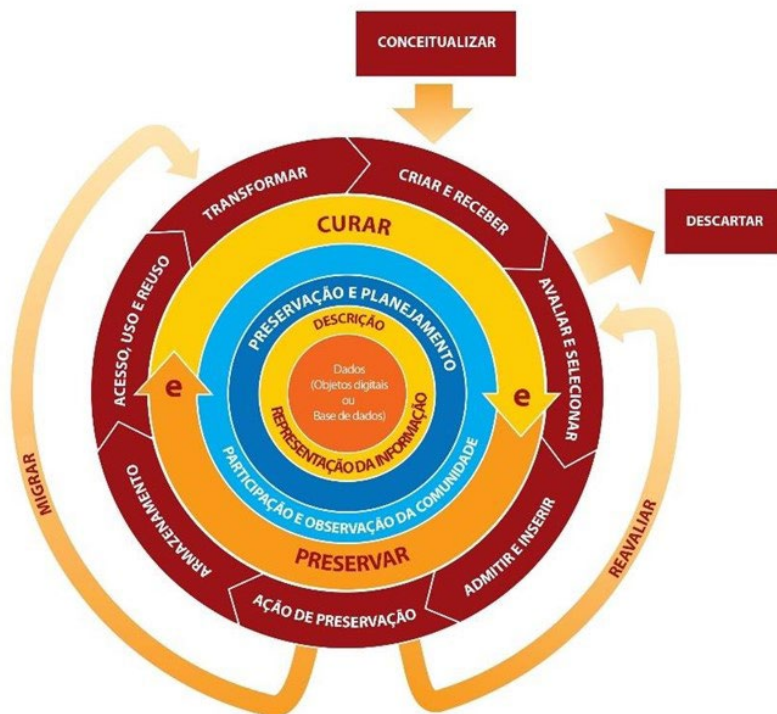 CONCEITUALIZAR
DESCARTAR
CRIAR E RECEBER
AVALIAR E SELECIONAR
ADMITIR E INSERIR
AÇÃO DE PRESERVAÇÃO
ARMAZENAMENTO
ACESSO, USO E REUSO
TRANSFORMAR
MIGRAR
REAVALIAR
CURAR
e
PRESERVAR
e
PARTICIPAÇÃO E OBSERVAÇÃO DA COMUNIDADE
PRESERVAÇÃO E PLANEJAMENTO
DESCRIÇÃO
REPRESENTAÇÃO DA INFORMAÇÃO
Dados
(Objetos digitais
ou
Base de dados)